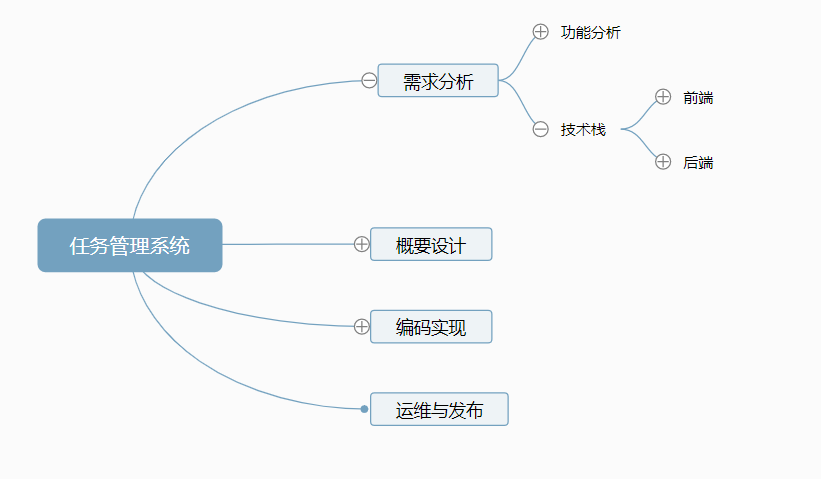 任务管理系统
需求分析
功能分析
技术栈
前端
后端
概要设计
编码实现
运维与发布